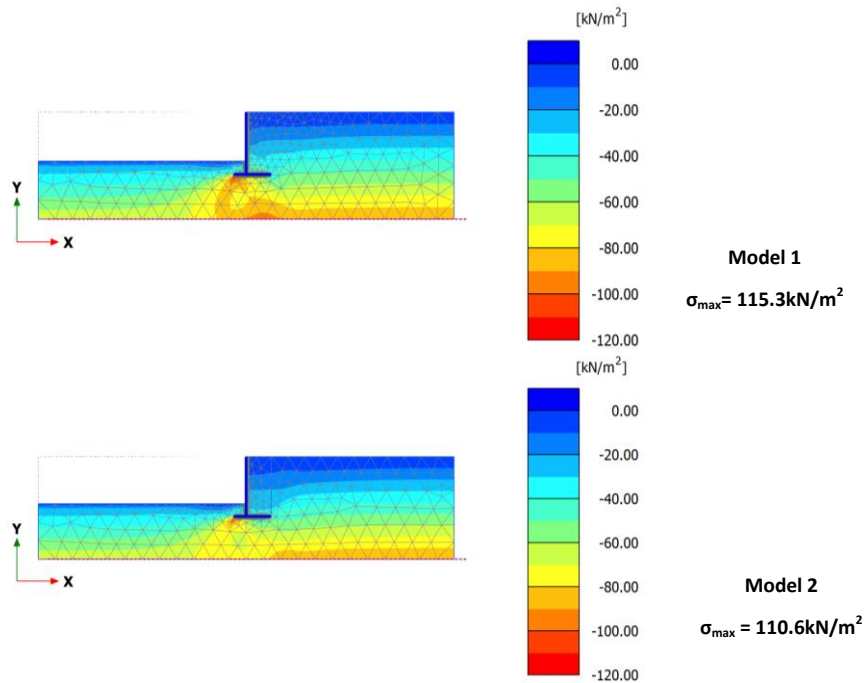 [kN/m²]
0.00
-20.00
-40.00
-60.00
-80.00
-100.00
-120.00
Y
X
Model 1
σmax= 115.3kN/m²
[kN/m²]
0.00
-20.00
-40.00
-60.00
-80.00
-100.00
-120.00
Y
X
Model 2
σmax = 110.6kN/m²